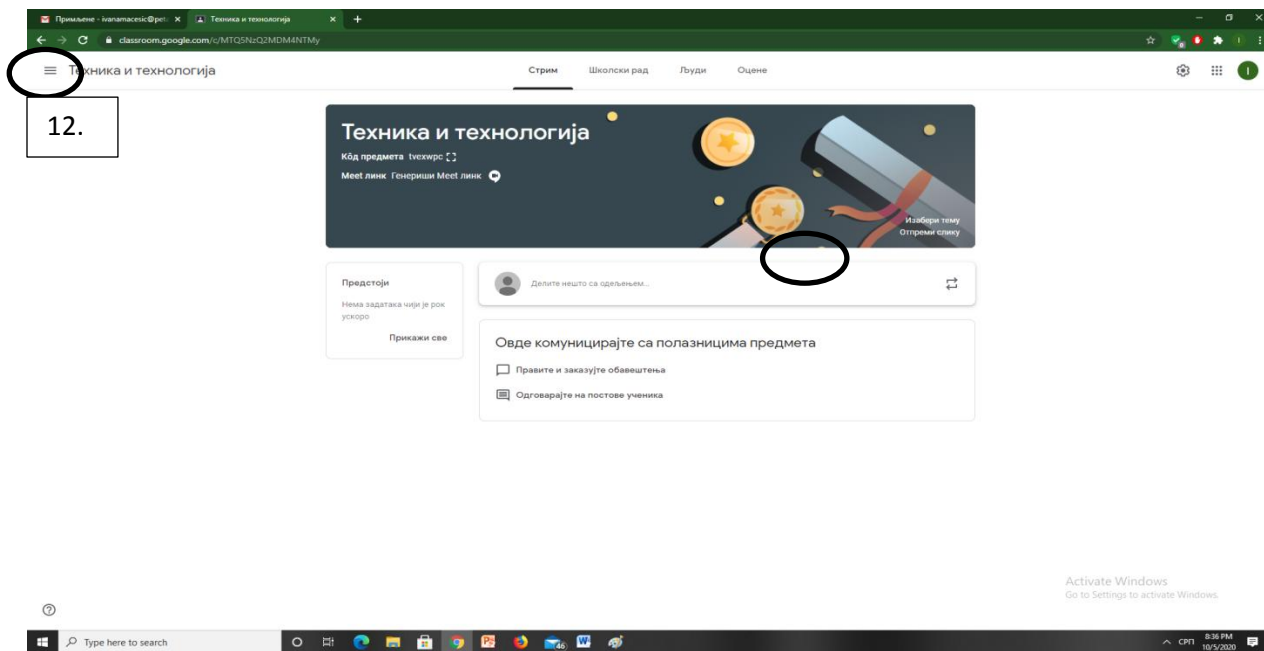 Примљене - ivanamacesic@pet
Техника и технологија
classroom.google.com/c/MTQ5NzQ2MDM4NTMy
Техника и технологија
Стрим Школски рад Људи Оцене
I
12.
Техника и технологија
Кôд предмета tvexwpc
Meet линк Генериши Meet линк
Изабери тему
Отпреми слику
Предстоји
Нема задатака чији је рок
ускоро
Прикажи све
Делите нешто са одељењем...
Овде комуницирајте са полазницима предмета
Правите и заказујте обавештења
Одговарајте на постове ученика
Activate Windows
Go to Settings to activate Windows.
Type here to search
46
СРП
8:36 PM
10/5/2020